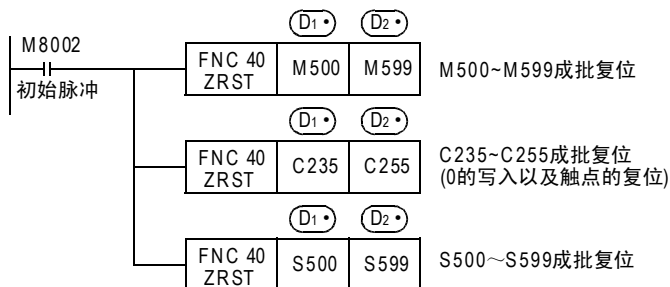 M8002
初始脉冲
D1• D2•
FNC 40 ZRST M500 M599 M500~M599成批复位
D1• D2•
FNC 40 ZRST C235 C255 C235~C255成批复位
(0的写入以及触点的复位)
D1• D2•
FNC 40 ZRST S500 S599 S500～S599成批复位